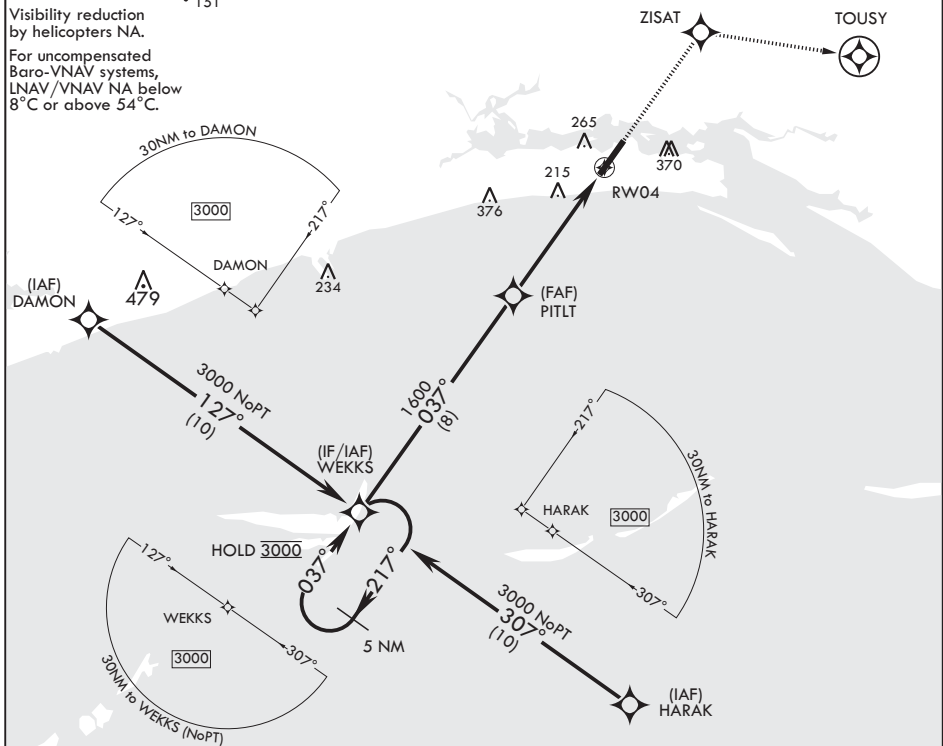 131
Visibility reduction
by helicopters NA.
For uncompensated
Baro-VNAV systems,
LNAV/VNAV NA below
8°C or above 54°C.
ZISAT
TOUSY
30NM to DAMON
3000
127°
217°
DAMON
265
370
215
RW04
376
234
(IAF)
DAMON
479
(FAF)
PITLT
3000 NoPT
127°
(10)
1600
037°
(8)
(IF/IAF)
WEKKS
217°
30NM to HARAK
HARAK
3000
307°
HOLD 3000
037°
217°
5 NM
3000 NoPT
307°
(10)
127°
WEKKS
307°
3000
30NM to WEKKS (NoPT)
(IAF)
HARAK